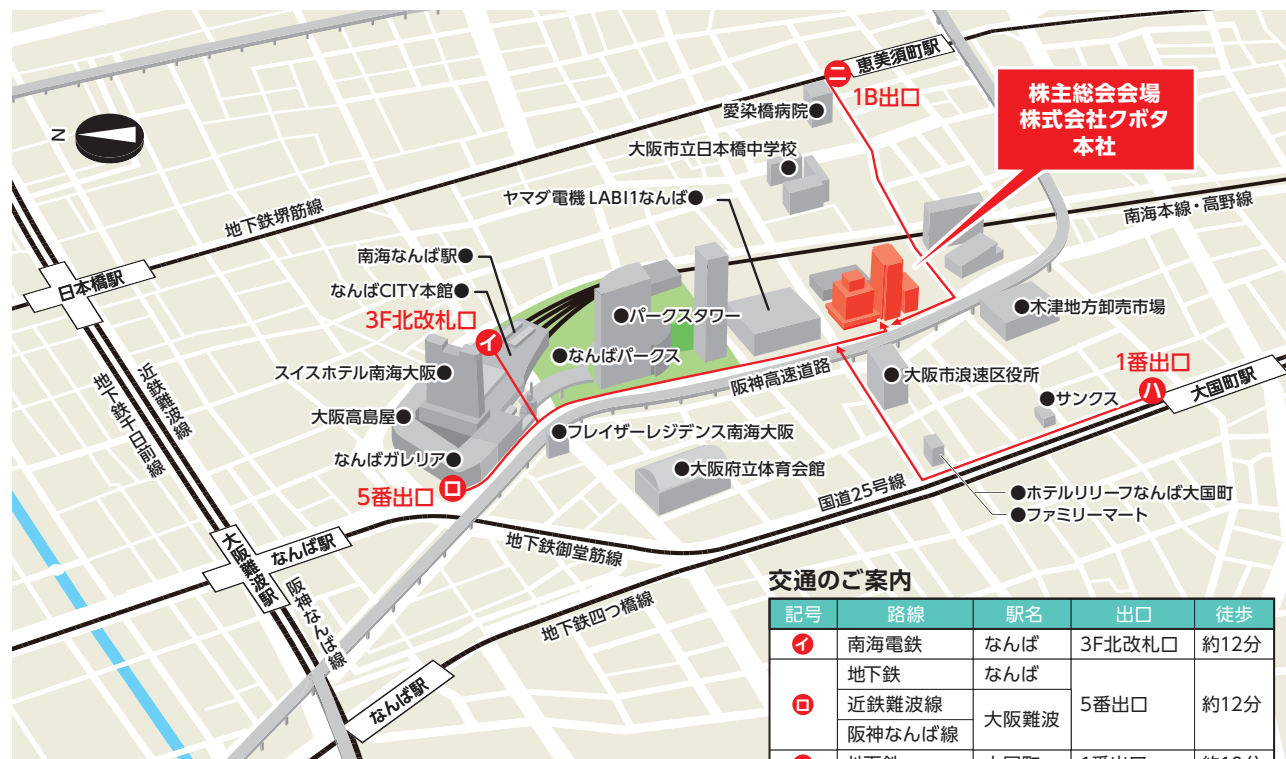 恵美須町駅
ニ
1B出口
株主総会会場
株式会社クボタ
本社
愛染橋病院●
大阪市立日本橋中学校
●
N
ヤマダ電機 LABI1なんば●
南海本線・高野線
地下鉄堺筋線
日本橋駅
南海なんば駅●
なんばCITY本館●
3F北改札口
イ
●パークスタワー
●なんばパークス
●木津地方卸売市場
スイスホテル南海大阪●
阪神高速道路
●大阪市浪速区役所
1番出口
ハ
大国町駅
●サンクス
近鉄難波線
地下鉄千日前線
大阪高島屋●
●フレイザーレジデンス南海大阪
なんばガレリア●
5番出口
ロ
●大阪府立体育会館
国道25号線
●ホテルリリーフなんば大国町
●ファミリーマート
大阪難波駅
なんば駅
地下鉄御堂筋線
阪神なんば線
地下鉄四つ橋線
なんば駅
交通のご案内
記号 路線 駅名 出口 徒歩
イ 南海電鉄 なんば 3F北改札口 約12分
ロ 地下鉄 なんば 5番出口 約12分
近鉄難波線 大阪難波
阪神なんば線